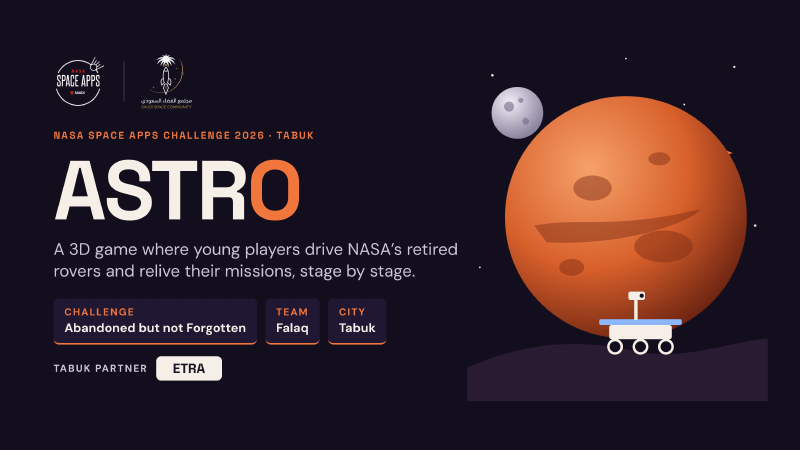 NASA
SPACE APPS
SAUDI
مجتمع الفضاء السعودي
SAUDI SPACE COMMUNITY
NASA SPACE APPS CHALLENGE 2026 · TABUK
ASTRO
A 3D game where young players drive NASA’s retired
rovers and relive their missions, stage by stage.
CHALLENGE
Abandoned but not Forgotten
TEAM
Falaq
CITY
Tabuk
TABUK PARTNER
ETRA